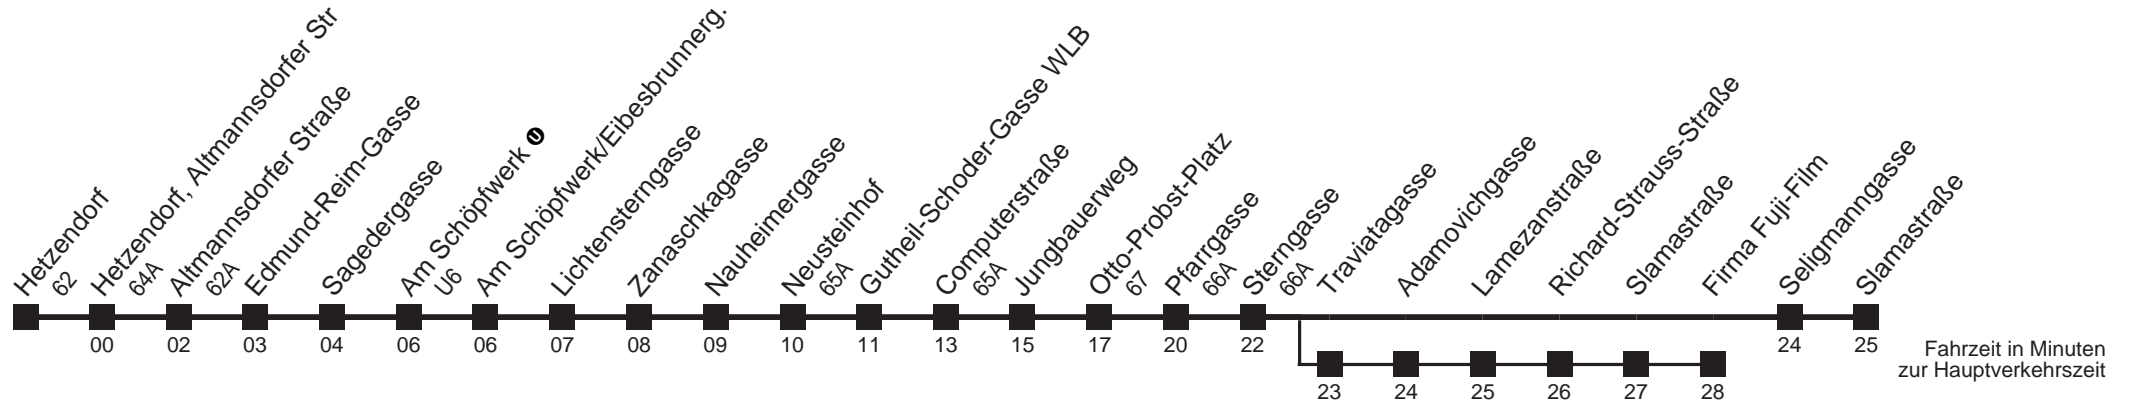 Hetzendorf
62
Hetzendorf, Altmannsdorfer Str
64A
Altmannsdorfer Straße
62A
Edmund-Reim-Gasse
Sagedergasse
Am Schöpfwerk U
U6
Am Schöpfwerk/Eibesbrunnerg.
Lichtensterngasse
Zanaschkagasse
Nauheimergasse
Neusteinhof
65A
Gutheil-Schoder-Gasse WLB
Computerstraße
65A
Jungbauerweg
Otto-Probst-Platz
67
Pfarrgasse
66A
Sterngasse
66A
Traviatagasse
Adamovichgasse
Lamezanstraße
Richard-Strauss-Straße
Slamastraße
Firma Fuji-Film
Seligmanngasse
Slamastraße
00 02 03 04 06 06 07 08 09 10 11 13 15 17 20 22 24 25
23 24 25 26 27 28
Fahrzeit in Minuten
zur Hauptverkehrszeit